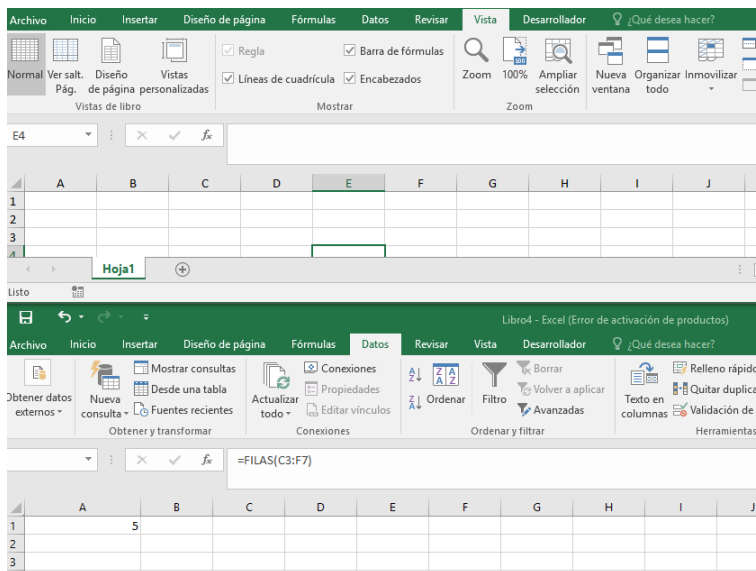 Archivo Inicio Insertar Diseño de página Fórmulas Datos Revisar Vista Desarrollador ¿Qué desea hacer?
Regla Barra de fórmulas
Líneas de cuadrícula Encabezados
Normal Ver salt. Pág. Diseño de página Vistas personalizadas
Zoom 100% Ampliar selección
Nueva ventana Organizar todo Inmovilizar
Vistas de libro Mostrar Zoom
E4 fx
A B C D E F G H I J
1
2
3
4
Hoja1
Listo
Libro4 - Excel (Error de activación de productos)
Archivo Inicio Insertar Diseño de página Fórmulas Datos Revisar Vista Desarrollador ¿Qué desea hacer?
Obtener datos externos
Nueva consulta
Mostrar consultas
Desde una tabla
Fuentes recientes
Actualizar todo
Conexiones
Propiedades
Editar vínculos
Ordenar
Filtro
Borrar
Volver a aplicar
Avanzadas
Texto en columnas
Relleno rápido
Quitar duplica
Validación de
Obtener y transformar Conexiones Ordenar y filtrar Herramientas
fx =FILAS(C3:F7)
A B C D E F G H I J
1 5
2
3